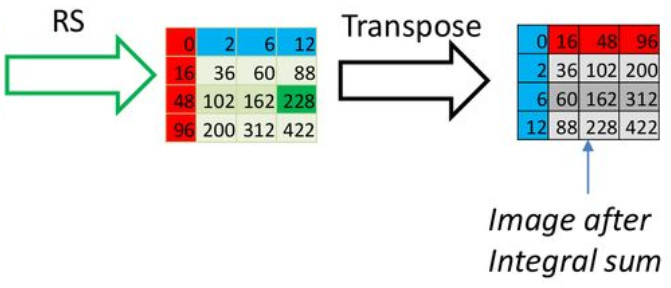 RS
0 2 6 12
16 36 60 88
48 102 162 228
96 200 312 422
Transpose
0 16 48 96
2 36 102 200
6 60 162 312
12 88 228 422
Image after
Integral sum